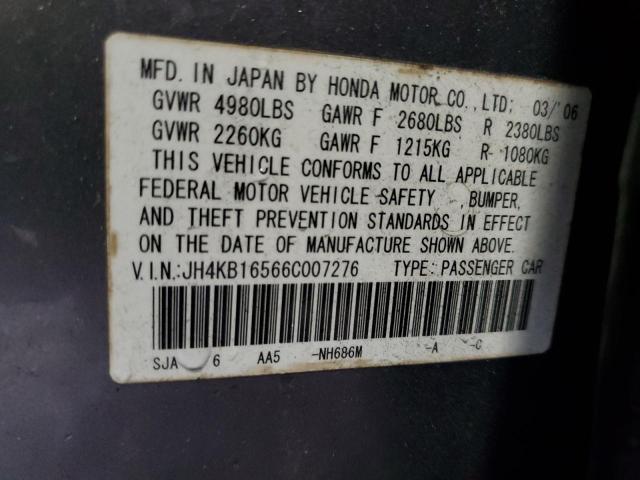 MFD. IN JAPAN BY HONDA MOTOR CO., LTD; 03/'06
GVWR 4980LBS GAWR F 2680LBS R 2380LBS
GVWR 2260KG GAWR F 1215KG R 1080KG
THIS VEHICLE CONFORMS TO ALL APPLICABLE
FEDERAL MOTOR VEHICLE SAFETY , BUMPER,
AND THEFT PREVENTION STANDARDS IN EFFECT
ON THE DATE OF MANUFACTURE SHOWN ABOVE.
V.I.N.:JH4KB16566C007276 TYPE: PASSENGER CAR
SJA 6 AA5 -NH686M -A -C